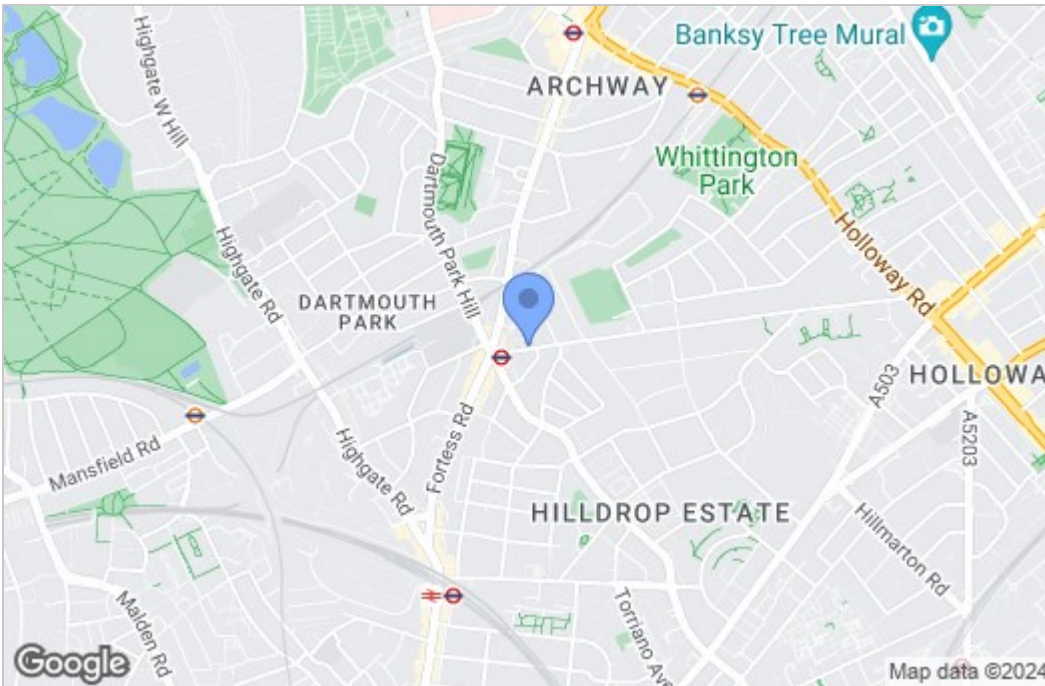 Banksy Tree Mural
ARCHWAY
Highgate W Hill
Whittington
Park
Dartmouth Park Hill
Holloway Rd
Highgate Rd
DARTMOUTH
PARK
A503
HOLLOWA
Fortess Rd
A5203
Mansfield Rd
Highgate Rd
HILLDROP ESTATE
Hillmarton Rd
Malden Rd
Torriano Ave
Google
Map data ©2024